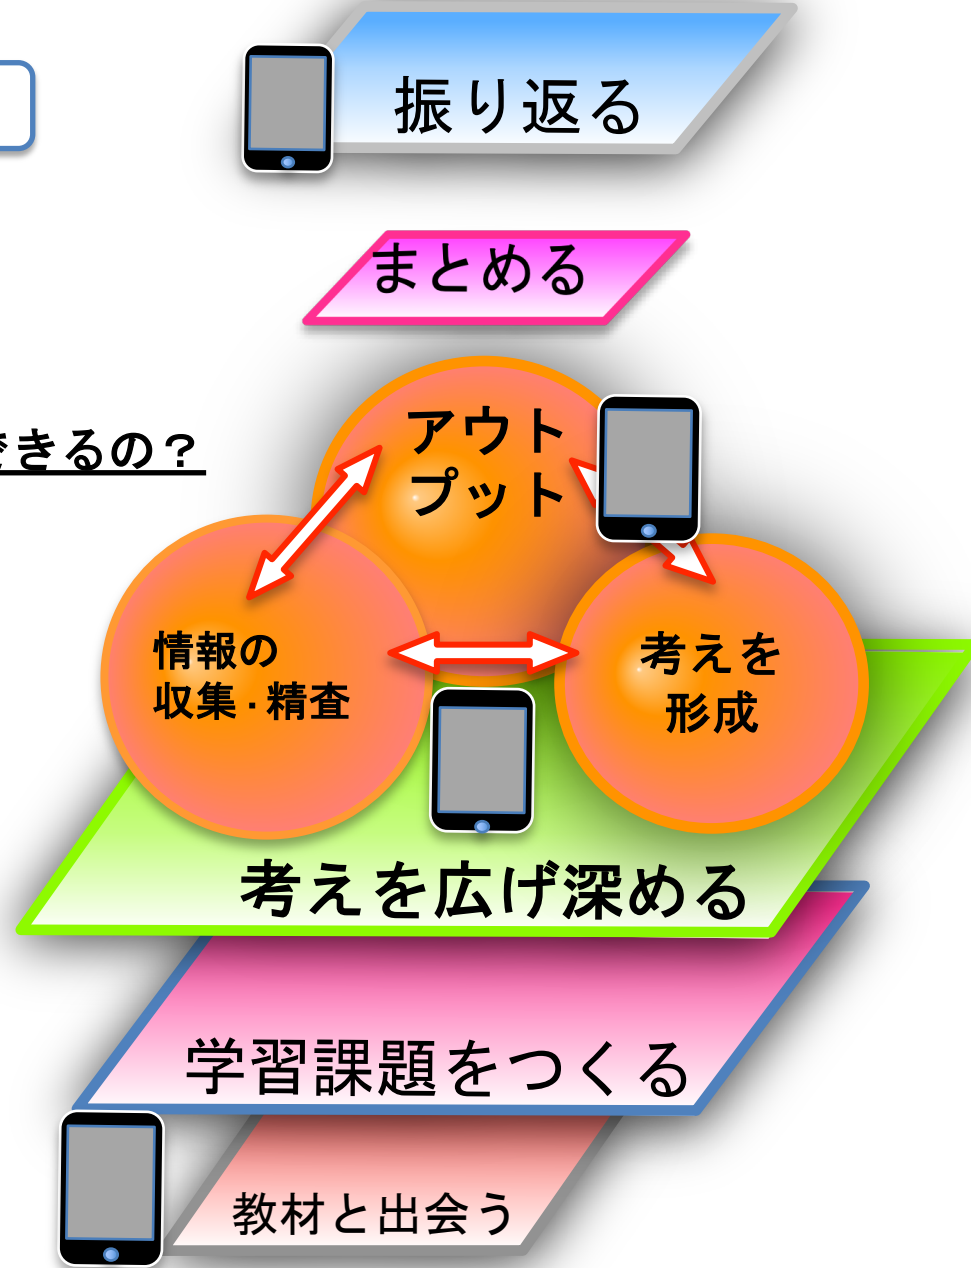 振り返る
まとめる
アウト
プット
きるの？
情報の
収集・精査
考えを
形成
考えを広げ深める
学習課題をつくる
教材と出会う